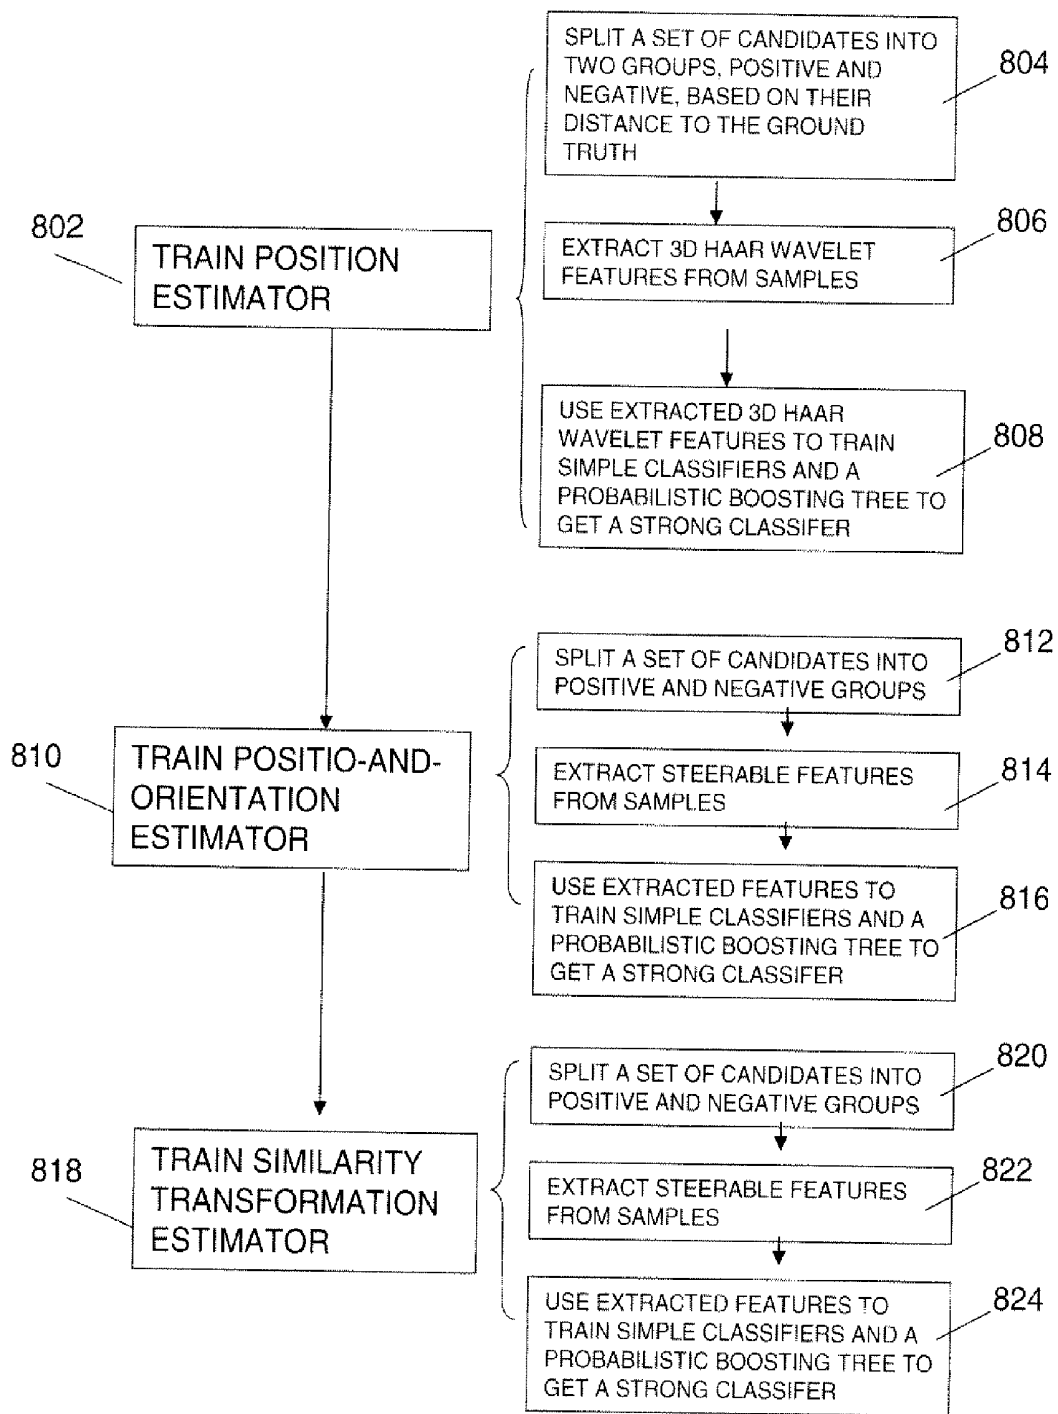 802
TRAIN POSITION
ESTIMATOR
SPLIT A SET OF CANDIDATES INTO
TWO GROUPS, POSITIVE AND
NEGATIVE, BASED ON THEIR
DISTANCE TO THE GROUND
TRUTH
804
EXTRACT 3D HAAR WAVELET
FEATURES FROM SAMPLES
806
USE EXTRACTED 3D HAAR
WAVELET FEATURES TO TRAIN
SIMPLE CLASSIFIERS AND A
PROBABILISTIC BOOSTING TREE TO
GET A STRONG CLASSIFER
808
810
TRAIN POSITIO-AND-
ORIENTATION
ESTIMATOR
SPLIT A SET OF CANDIDATES INTO
POSITIVE AND NEGATIVE GROUPS
812
EXTRACT STEERABLE FEATURES
FROM SAMPLES
814
USE EXTRACTED FEATURES TO
TRAIN SIMPLE CLASSIFIERS AND A
PROBABILISTIC BOOSTING TREE TO
GET A STRONG CLASSIFER
816
818
TRAIN SIMILARITY
TRANSFORMATION
ESTIMATOR
SPLIT A SET OF CANDIDATES INTO
POSITIVE AND NEGATIVE GROUPS
820
EXTRACT STEERABLE FEATURES
FROM SAMPLES
822
USE EXTRACTED FEATURES TO
TRAIN SIMPLE CLASSIFIERS AND A
PROBABILISTIC BOOSTING TREE TO
GET A STRONG CLASSIFER
824